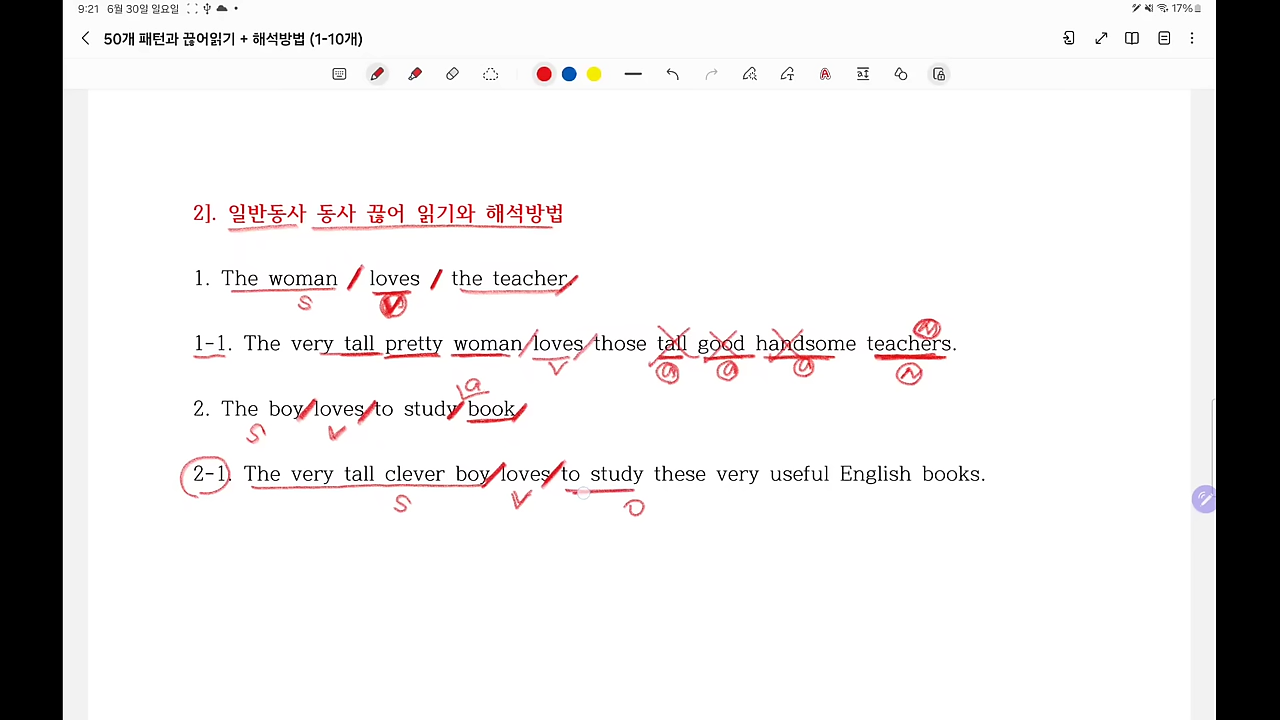 9:21 6월 30일 일요일 17%
50개 패턴과 끊어읽기 + 해석방법 (1-10개)
2]. 일반동사 동사 끊어 읽기와 해석방법
1. The woman / loves / the teacher.
S V
N
1-1. The very tall pretty woman / loves / those tall good handsome teachers.
V a a a N
a
2. The boy / loves / to study / book /
S V
2-1. The very tall clever boy / loves / to study these very useful English books.
S V O